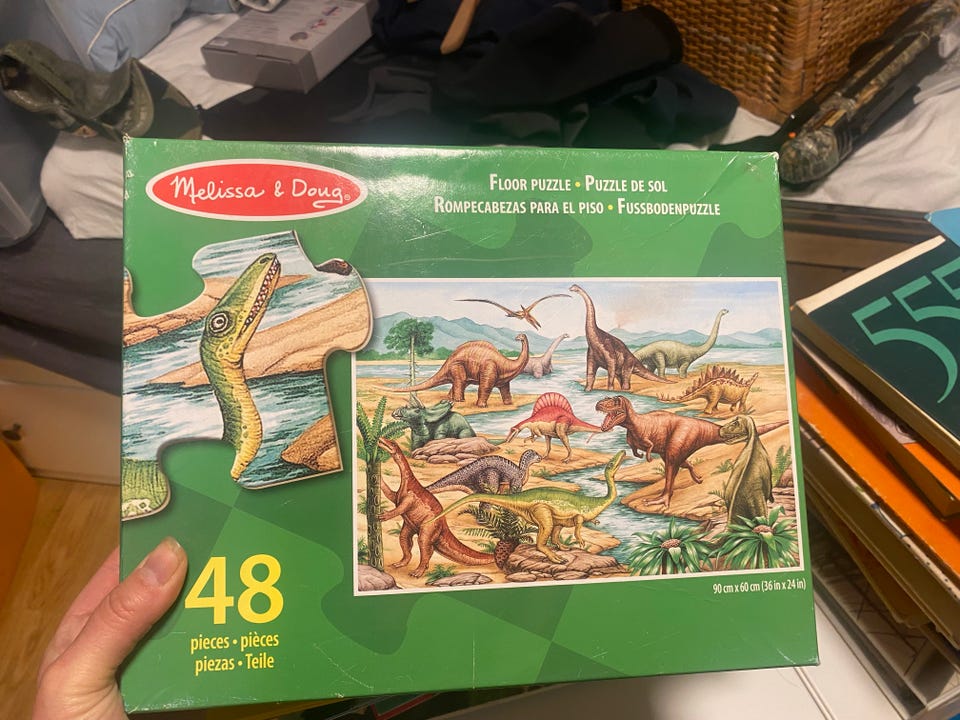 Melissa & Doug®
FLOOR PUZZLE • PUZZLE DE SOL
ROMPECABEZAS PARA EL PISO • FUSSBODENPUZZLE
48
pieces • pièces
piezas • Teile
90 cm x 60 cm (36 in x 24 in)
555